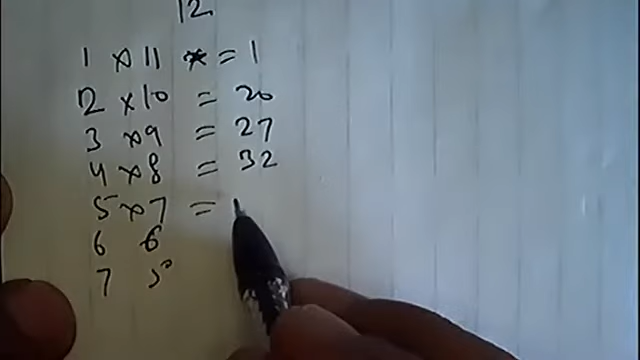 12
1 × 11 * = 1
2 × 10 = 20
3 × 9 = 27
4 × 8 = 32
5 × 7 =
6 6
7 5